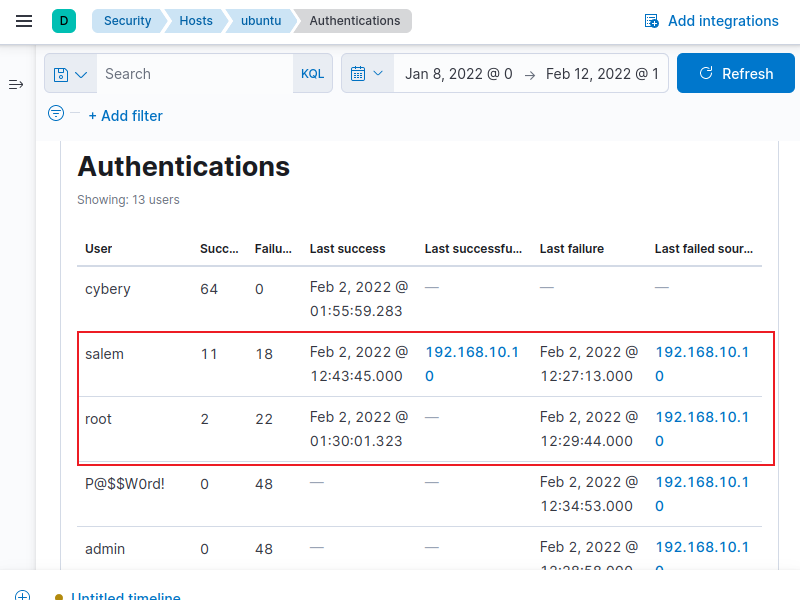 D Security Hosts ubuntu Authentications Add integrations
Search KQL Jan 8, 2022 @ 0 → Feb 12, 2022 @ 1 Refresh
+ Add filter
Authentications
Showing: 13 users
User Succ... Failu... Last success Last successfu... Last failure Last failed sour...
cybery 64 0 Feb 2, 2022 @ 01:55:59.283 — — —
salem 11 18 Feb 2, 2022 @ 12:43:45.000 192.168.10.10 Feb 2, 2022 @ 12:27:13.000 192.168.10.10
root 2 22 Feb 2, 2022 @ 01:30:01.323 — Feb 2, 2022 @ 12:29:44.000 192.168.10.10
P@$$W0rd! 0 48 — — Feb 2, 2022 @ 12:34:53.000 192.168.10.10
admin 0 48 — — Feb 2, 2022 @ 192.168.10.1
Untitled timeline